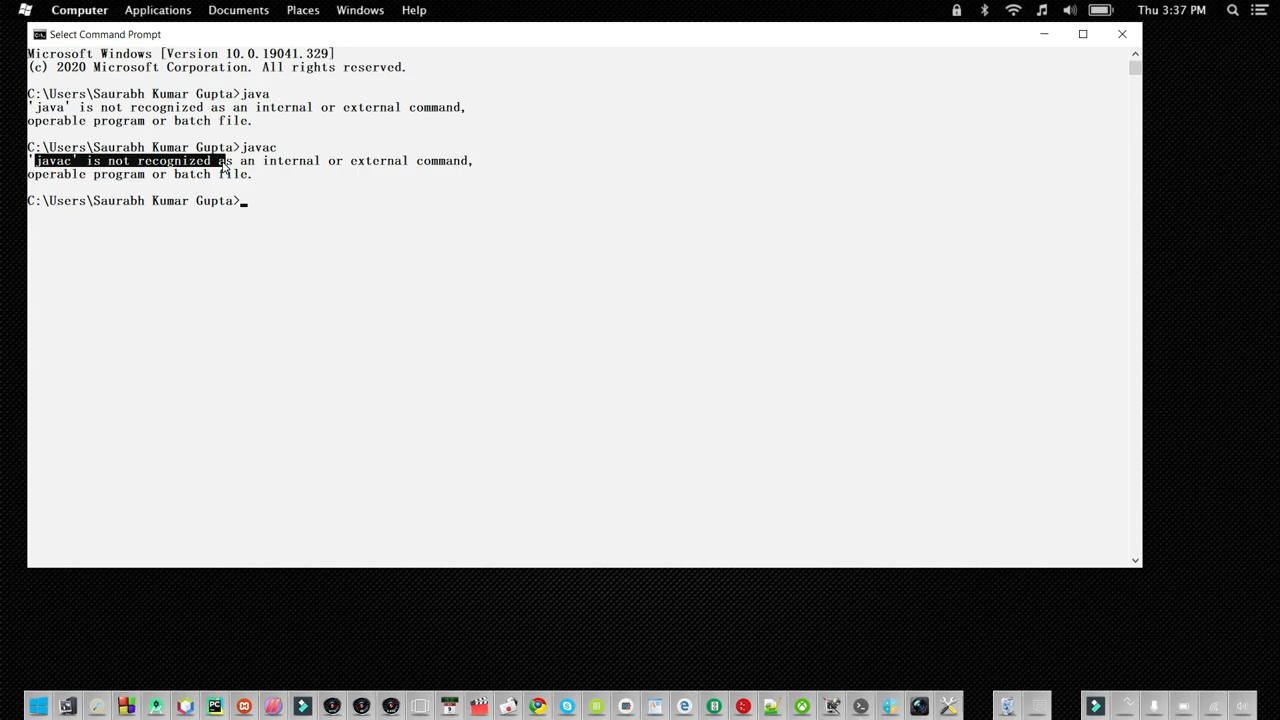 Computer Applications Documents Places Windows Help Thu 3:37 PM
Select Command Prompt
Microsoft Windows [Version 10.0.19041.329]
(c) 2020 Microsoft Corporation. All rights reserved.
C:\Users\Saurabh Kumar Gupta>java
'java' is not recognized as an internal or external command,
operable program or batch file.
C:\Users\Saurabh Kumar Gupta>javac
'javac' is not recognized as an internal or external command,
operable program or batch file.
C:\Users\Saurabh Kumar Gupta>